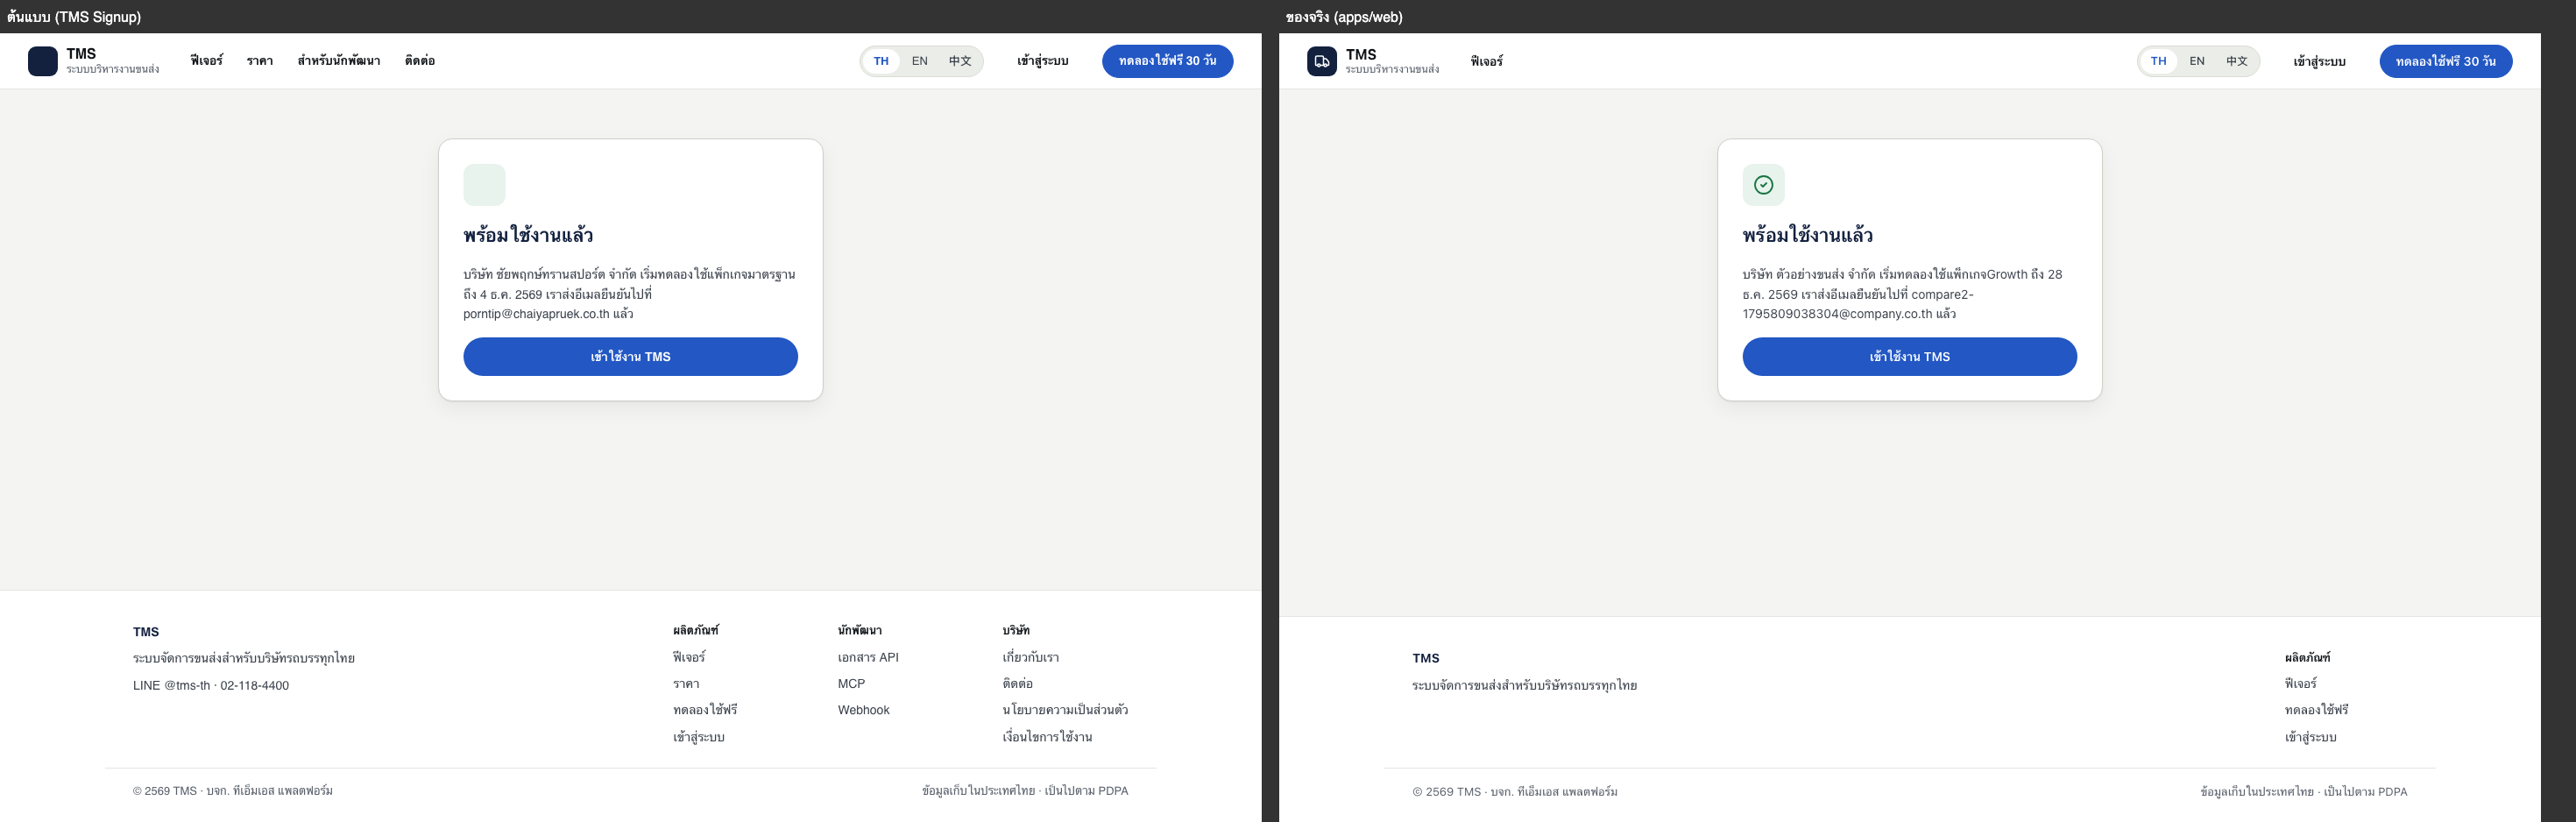 ต้นแบบ (TMS Signup)
TMS
ระบบบริหารงานขนส่ง
ฟีเจอร์ ราคา สำหรับนักพัฒนา ติดต่อ
TH EN 中文
เข้าสู่ระบบ
ทดลองใช้ฟรี 30 วัน
พร้อมใช้งานแล้ว
บริษัท ชัยพฤกษ์ทรานสปอร์ต จำกัด เริ่มทดลองใช้แพ็กเกจมาตรฐาน
ถึง 4 ธ.ค. 2569 เราส่งอีเมลยืนยันไปที่
porntip@chaiyapruek.co.th แล้ว
เข้าใช้งาน TMS
TMS
ระบบจัดการขนส่งสำหรับบริษัทรถบรรทุกไทย
LINE @tms-th · 02-118-4400
ผลิตภัณฑ์
ฟีเจอร์
ราคา
ทดลองใช้ฟรี
เข้าสู่ระบบ
นักพัฒนา
เอกสาร API
MCP
Webhook
บริษัท
เกี่ยวกับเรา
ติดต่อ
นโยบายความเป็นส่วนตัว
เงื่อนไขการใช้งาน
© 2569 TMS · บจก. ทีเอ็มเอส แพลตฟอร์ม
ข้อมูลเก็บในประเทศไทย · เป็นไปตาม PDPA
ของจริง (apps/web)
TMS
ระบบบริหารงานขนส่ง
ฟีเจอร์
TH EN 中文
เข้าสู่ระบบ
ทดลองใช้ฟรี 30 วัน
พร้อมใช้งานแล้ว
บริษัท ตัวอย่างขนส่ง จำกัด เริ่มทดลองใช้แพ็กเกจGrowth ถึง 28
ธ.ค. 2569 เราส่งอีเมลยืนยันไปที่ compare2-
1795809038304@company.co.th แล้ว
เข้าใช้งาน TMS
TMS
ระบบจัดการขนส่งสำหรับบริษัทรถบรรทุกไทย
ผลิตภัณฑ์
ฟีเจอร์
ทดลองใช้ฟรี
เข้าสู่ระบบ
© 2569 TMS · บจก. ทีเอ็มเอส แพลตฟอร์ม
ข้อมูลเก็บในประเทศไทย · เป็นไปตาม PDPA